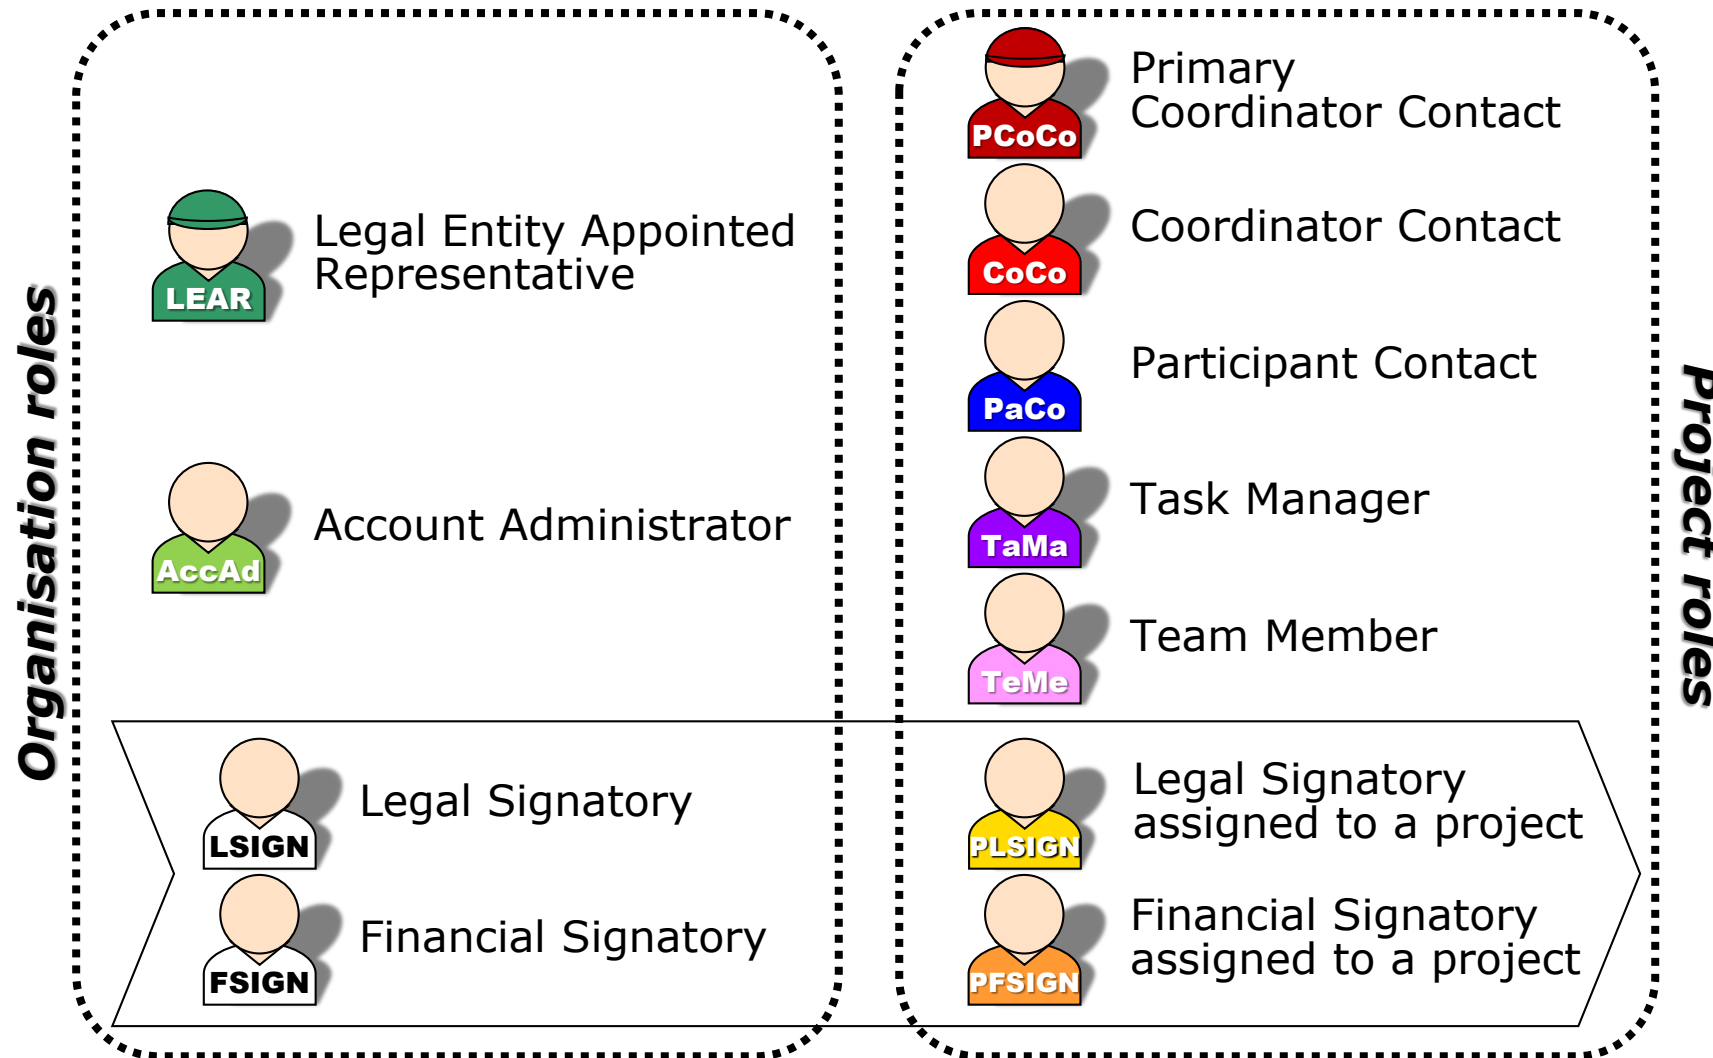 Organisation roles
LEAR
Legal Entity Appointed
Representative
AccAd
Account Administrator
LSIGN
Legal Signatory
FSIGN
Financial Signatory
PCoCo
Primary
Coordinator Contact
CoCo
Coordinator Contact
PaCo
Participant Contact
TaMa
Task Manager
TeMe
Team Member
PLSIGN
Legal Signatory
assigned to a project
PFSIGN
Financial Signatory
assigned to a project
Project roles